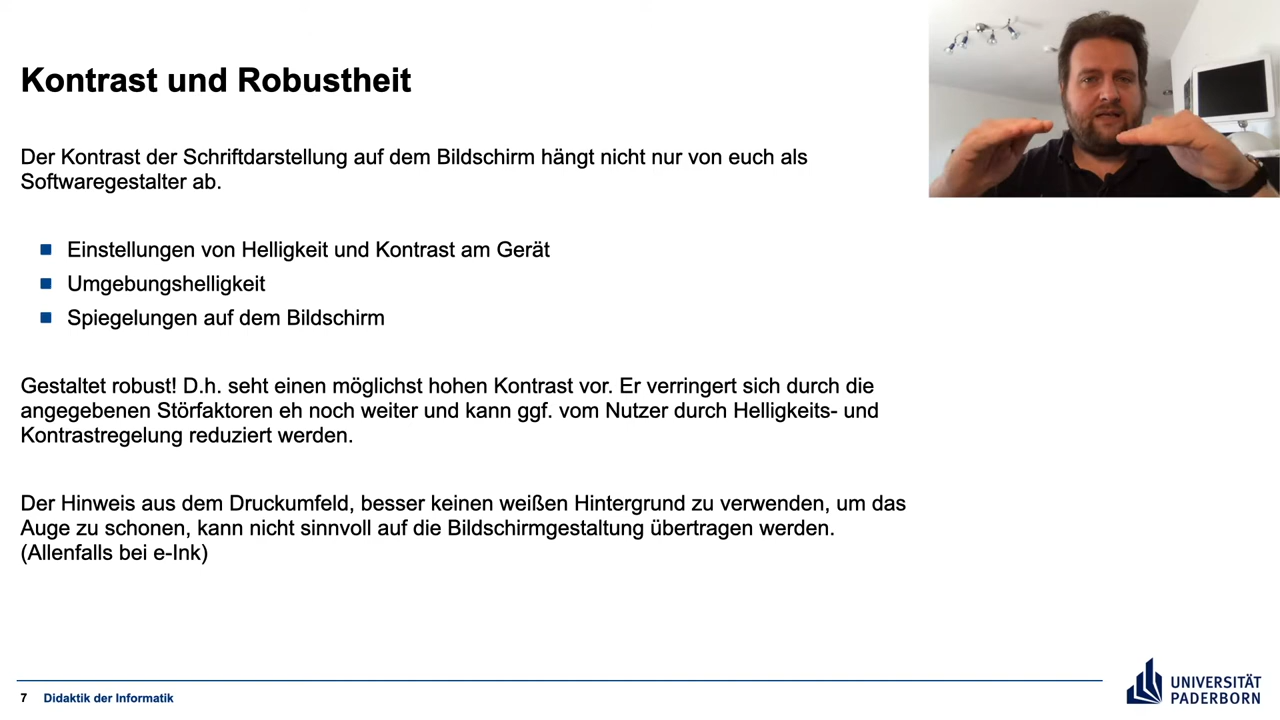 Kontrast und Robustheit
Der Kontrast der Schriftdarstellung auf dem Bildschirm hängt nicht nur von euch als
Softwaregestalter ab.
Einstellungen von Helligkeit und Kontrast am Gerät
Umgebungshelligkeit
Spiegelungen auf dem Bildschirm
Gestaltet robust! D.h. seht einen möglichst hohen Kontrast vor. Er verringert sich durch die
angegebenen Störfaktoren eh noch weiter und kann ggf. vom Nutzer durch Helligkeits- und
Kontrastregelung reduziert werden.
Der Hinweis aus dem Druckumfeld, besser keinen weißen Hintergrund zu verwenden, um das
Auge zu schonen, kann nicht sinnvoll auf die Bildschirmgestaltung übertragen werden.
(Allenfalls bei e-Ink)
7 Didaktik der Informatik
UNIVERSITÄT
PADERBORN